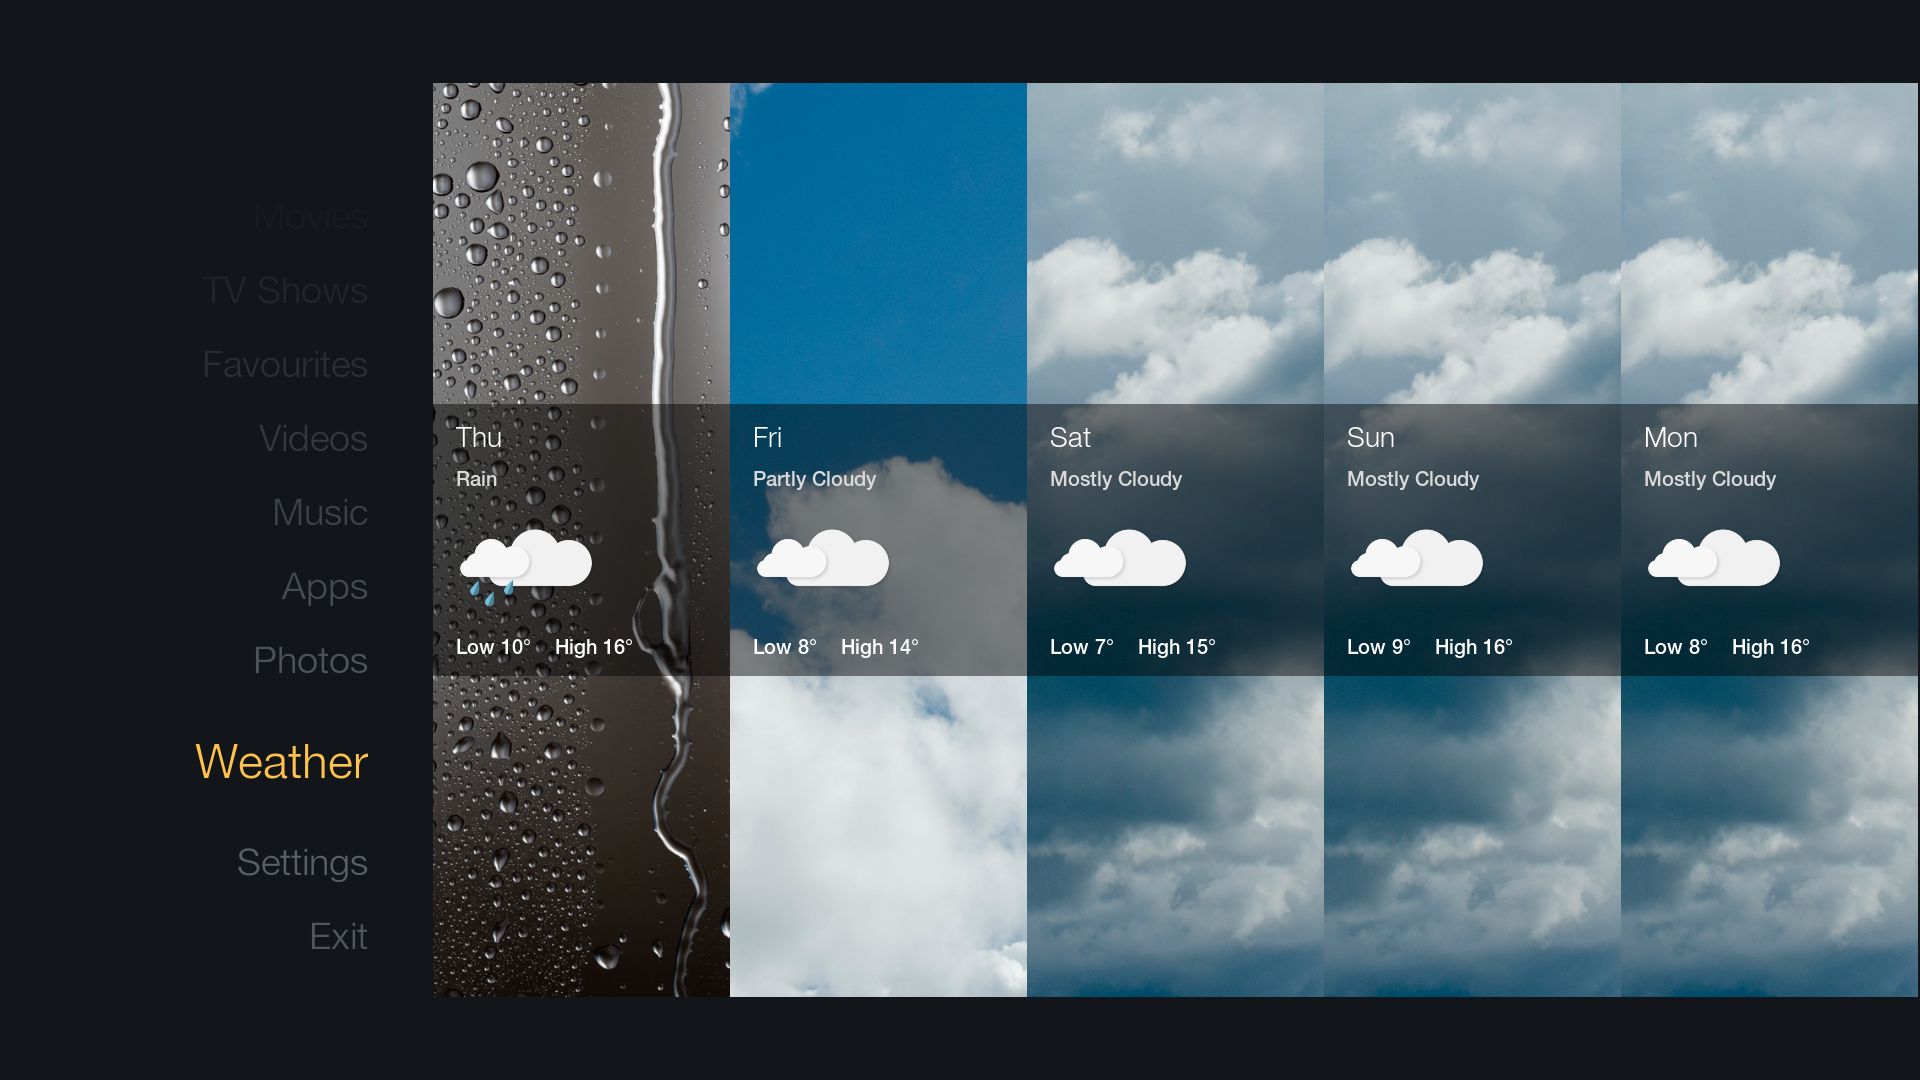 Movies
TV Shows
Favourites
Videos
Music
Apps
Photos
Weather
Settings
Exit
Thu
Rain
Low 10° High 16°
Fri
Partly Cloudy
Low 8° High 14°
Sat
Mostly Cloudy
Low 7° High 15°
Sun
Mostly Cloudy
Low 9° High 16°
Mon
Mostly Cloudy
Low 8° High 16°